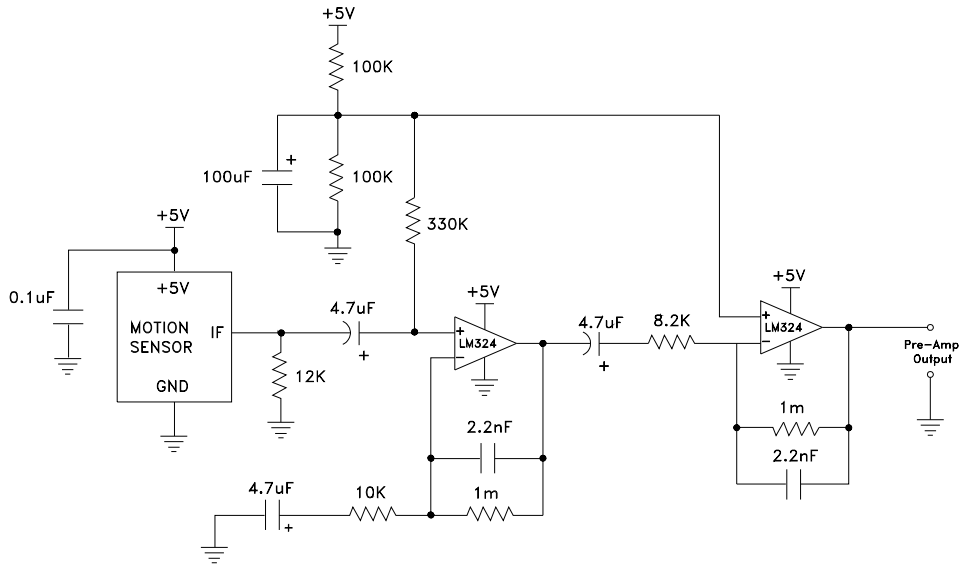 +5V
100K
+
100uF
100K
330K
+5V
0.1uF
+5V
MOTION
SENSOR
IF
GND
4.7uF
+
12K
+5V
+
LM324
−
2.2nF
1m
4.7uF
+
10K
4.7uF
+
8.2K
+5V
+
LM324
−
1m
2.2nF
Pre-Amp
Output